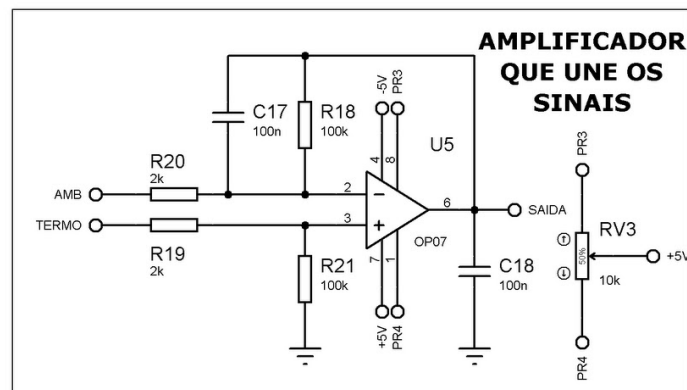 AMPLIFICADOR
QUE UNE OS
SINAIS
C17
100n
R18
100k
-5V
PR3
U5
4
8
R20
2k
AMB
2
6
SAIDA
TERMO
3
OP07
R19
2k
R21
100k
7
1
+5V
PR4
C18
100n
PR3
RV3
50%
+5V
10k
PR4